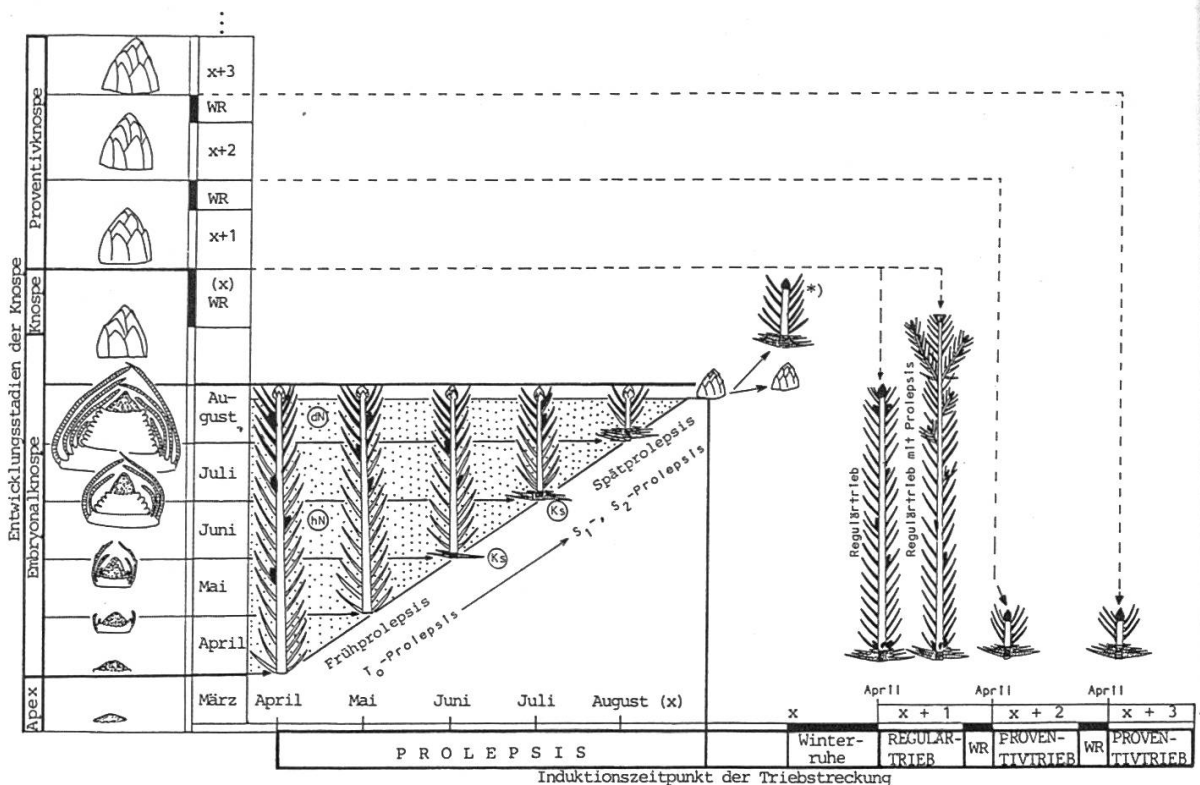 Entwicklungsstadien der Knospe
Proventivknospe
Knospe
Embryonalknospe
Apex
x+3
WR
x+2
WR
x+1
(x)
WR
Au-
gust
Juli
Juni
Mai
April
März
dN
hN
Ks
Ks
*)
Frühprolepsis
T₀-Prolepsis
Spätprolepsis
S₁-, S₂-Prolepsis
Regulärtrieb
Regulärtrieb mit Prolepsis
April
Mai
Juni
Juli
August (x)
April
April
April
x
x + 1
x + 2
x + 3
PROLEPSIS
Winter-
ruhe
REGULÄR-
TRIEB
WR
PROVEN-
TIVTRIEB
WR
PROVEN-
TIVTRIEB
Induktionszeitpunkt der Triebstreckung